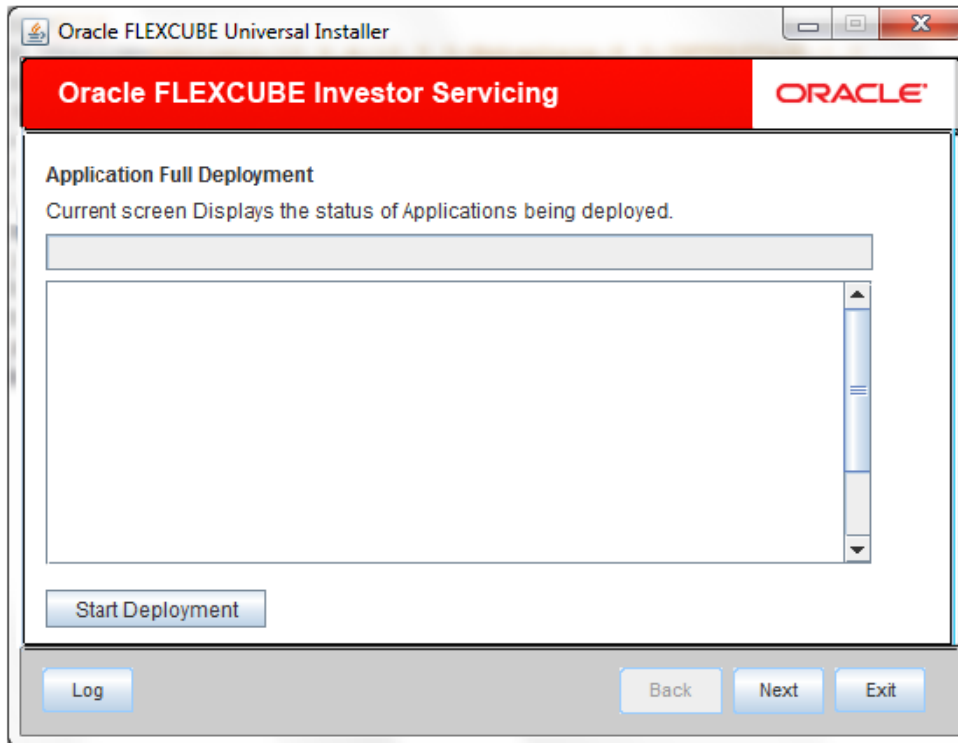 Oracle FLEXCUBE Universal Installer
Oracle FLEXCUBE Investor Servicing
ORACLE
Application Full Deployment
Current screen Displays the status of Applications being deployed.
Start Deployment
Log Back Next Exit